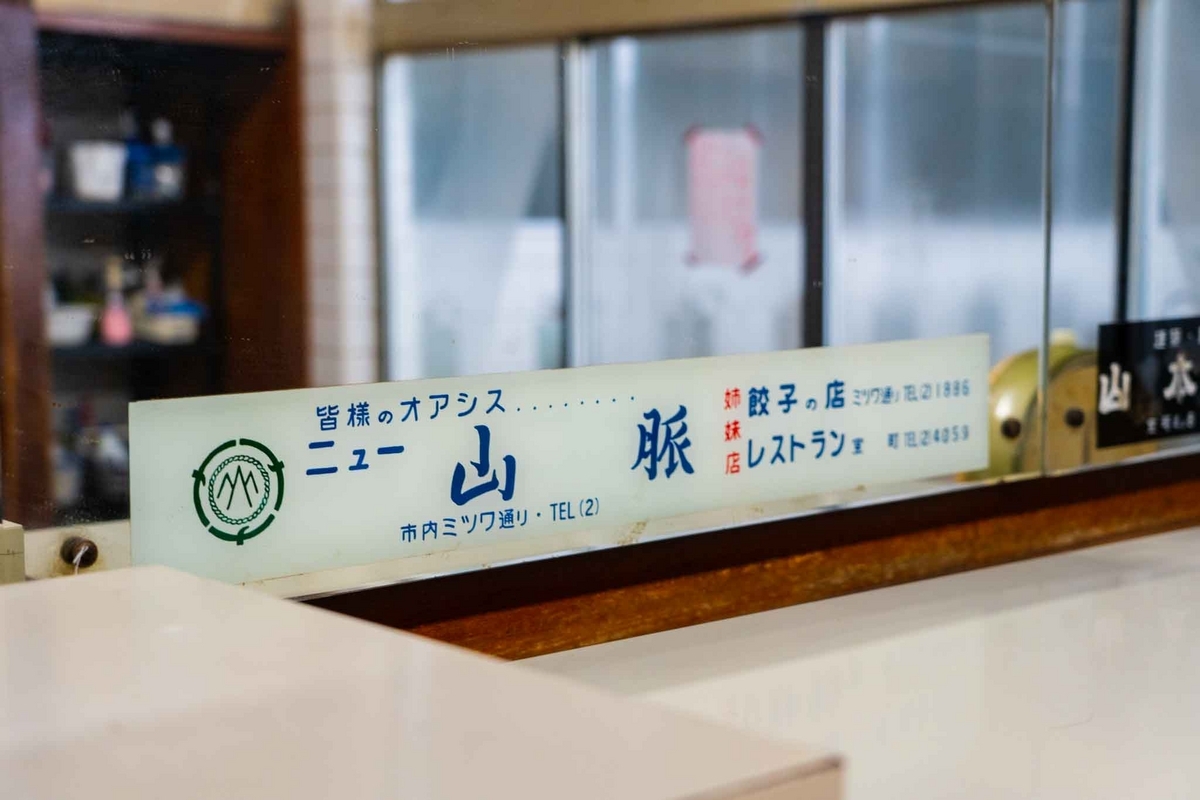 皆様のオアシス........
ニュー 山脈
市内ミツワ通り・TEL(2)
姉妹店
餃子の店 ミツワ通り TEL(2)1886
レストラン 室町 TEL(2)4059
山本